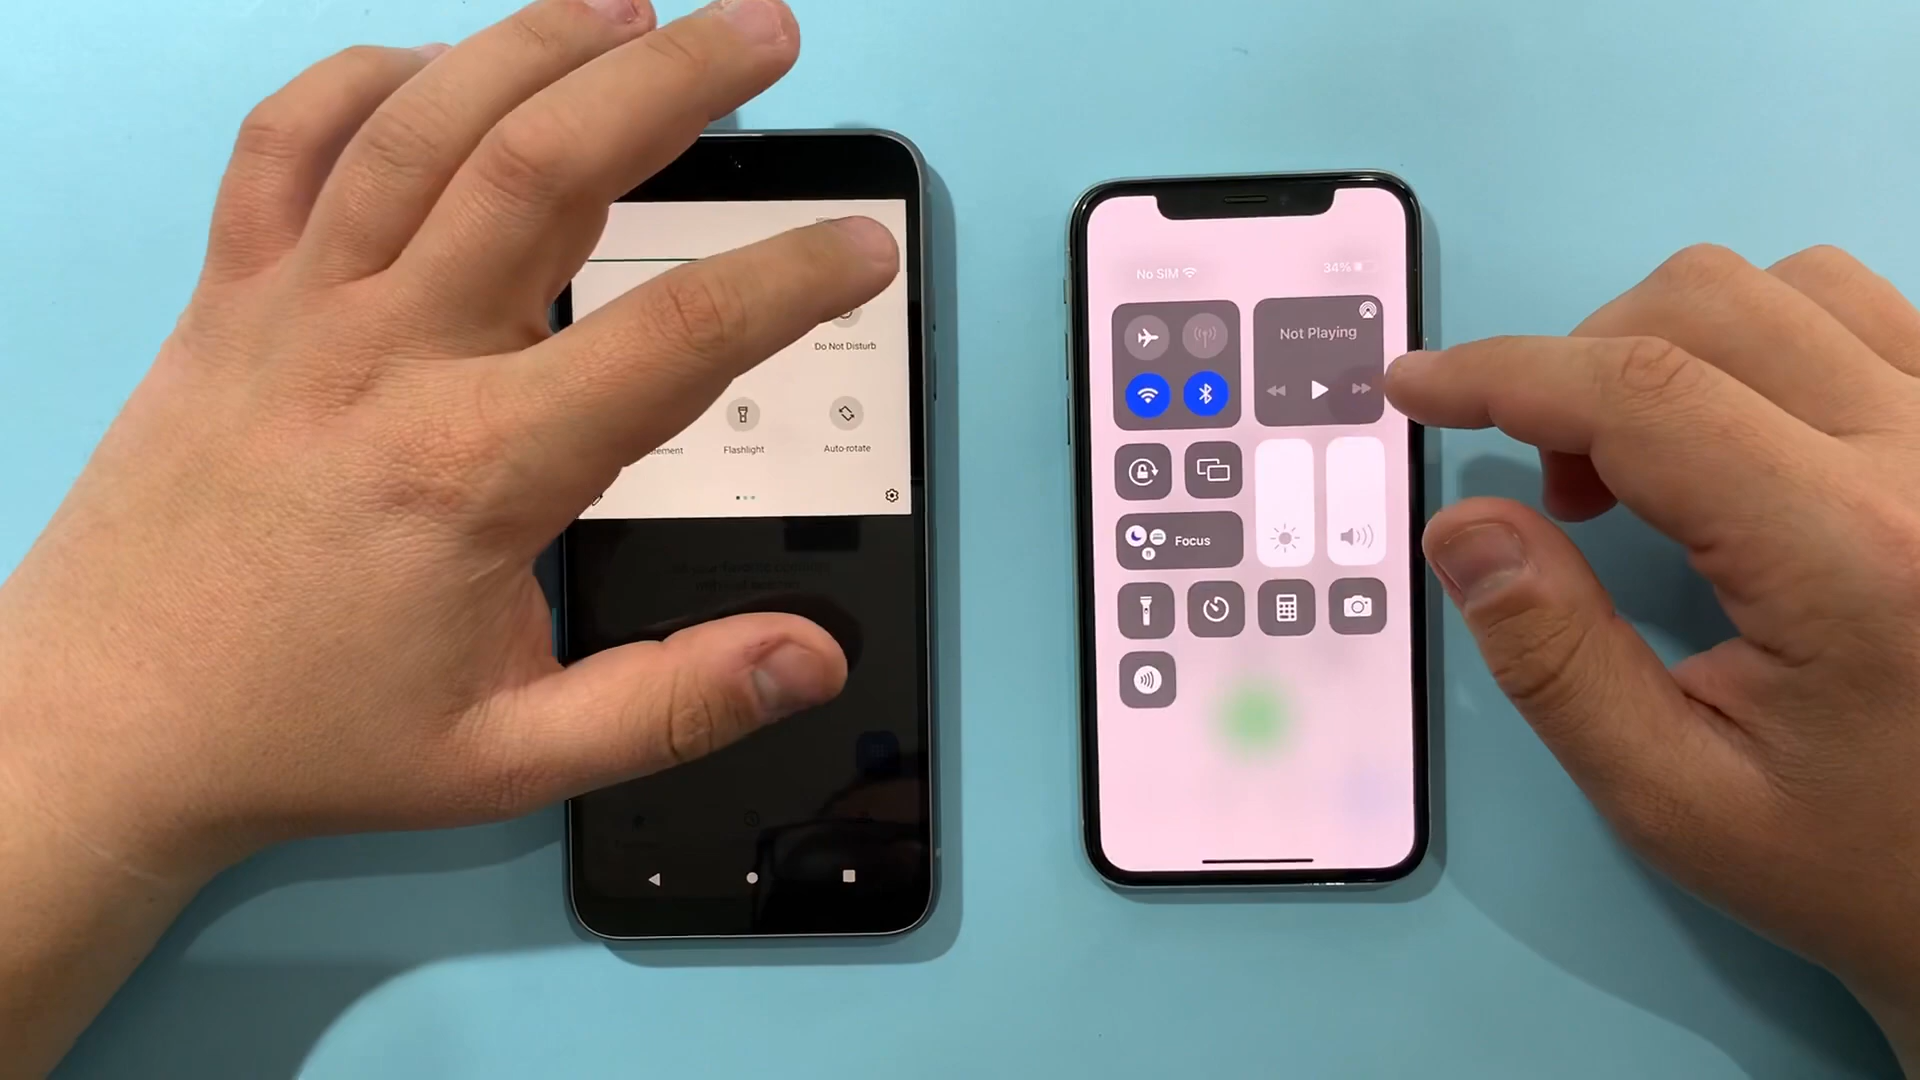 Do Not Disturb
Flashlight
Auto-rotate
No SIM
34%
Not Playing
Focus